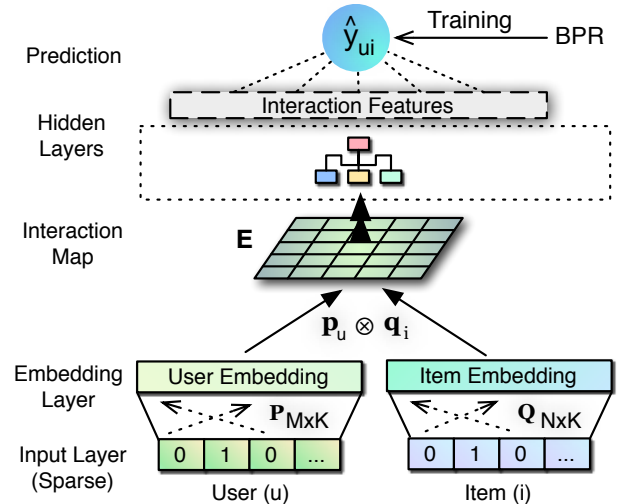 Prediction
ŷui
Training
BPR
Interaction Features
Hidden
Layers
Interaction
Map
E
pu ⊗ qi
Embedding
Layer
User Embedding
Item Embedding
PMxK
QNxK
Input Layer
(Sparse)
0 1 0 ...
0 1 0 ...
User (u)
Item (i)